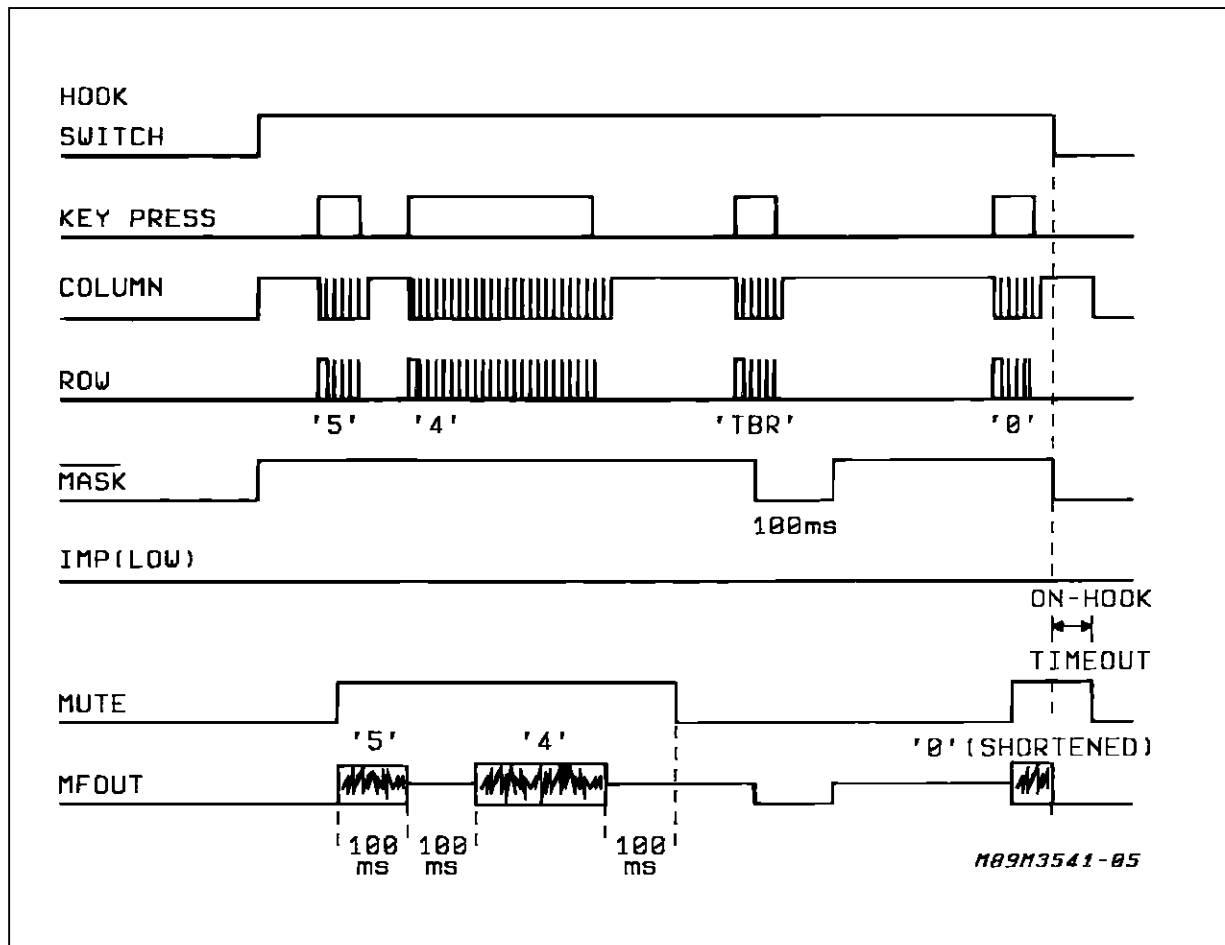 HOOK
SWITCH
KEY PRESS
COLUMN
ROW
'5' '4' 'TBR' '0'
MASK
100ms
IMP(LOW)
ON-HOOK
TIMEOUT
MUTE
'5' '4' '0'(SHORTENED)
MFOUT
100 100 100
ms ms ms
M89M3541-05